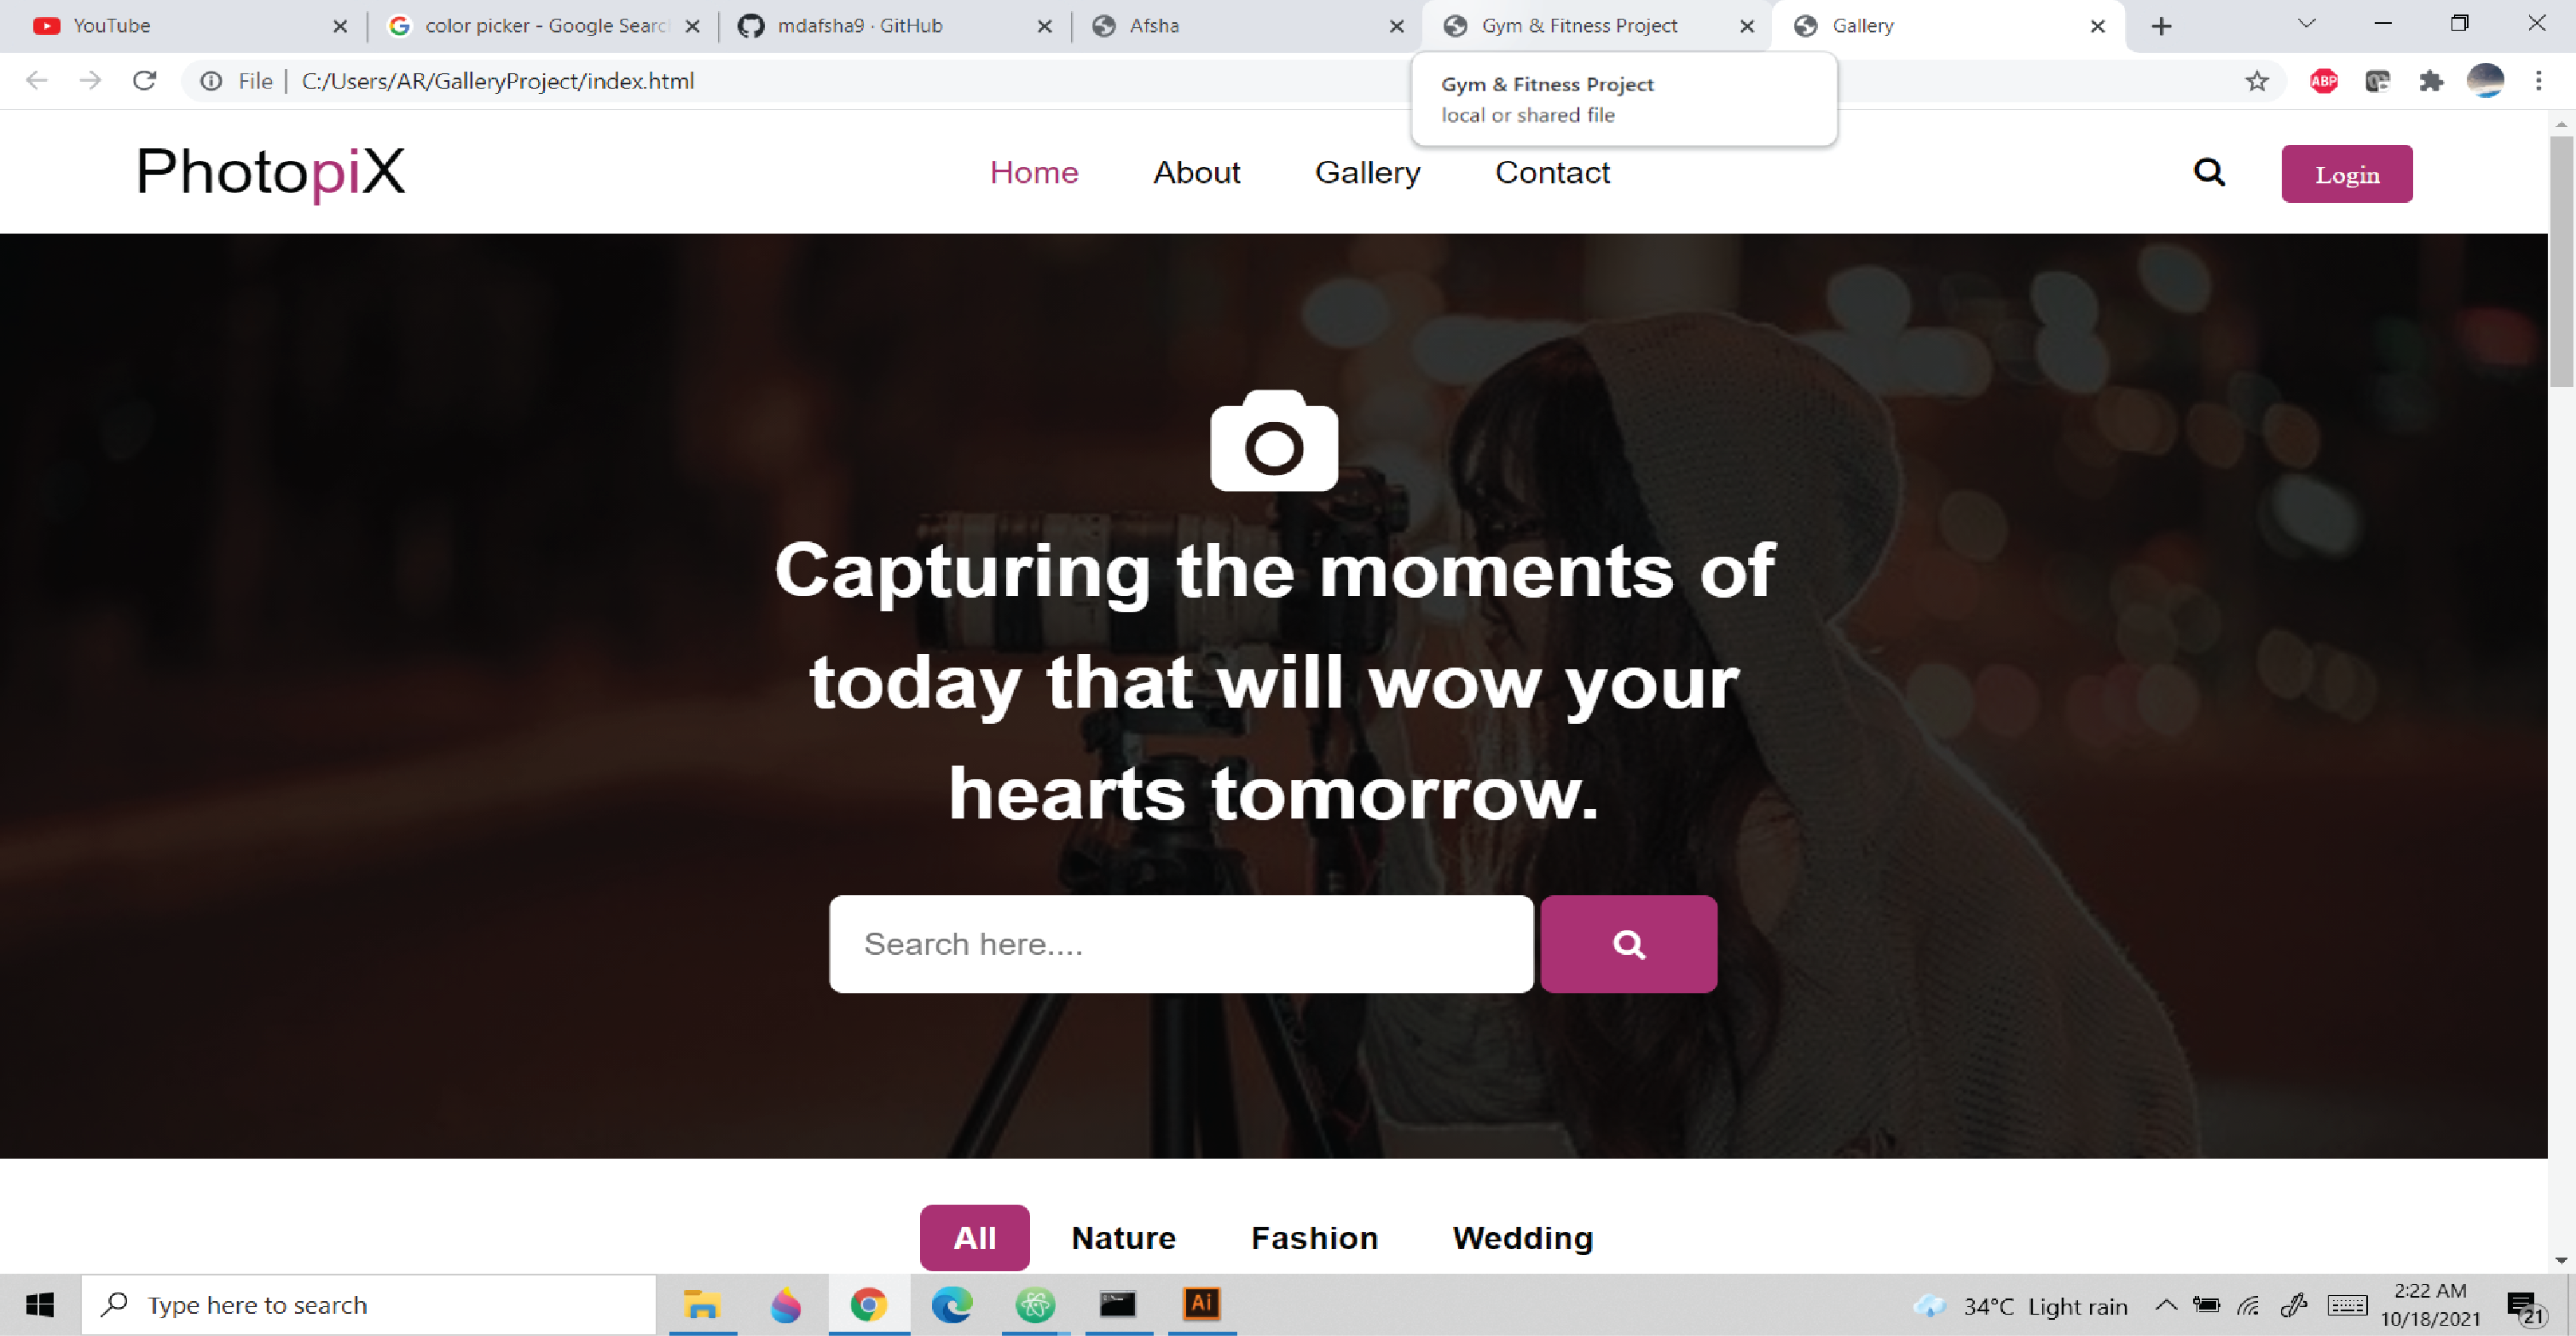 YouTube
color picker - Google Searc
mdafsha9 · GitHub
Afsha
Gym & Fitness Project
Gallery
File | C:/Users/AR/GalleryProject/index.html
ABP
Gym & Fitness Project
local or shared file
PhotopiX
Home
About
Gallery
Contact
Login
Capturing the moments of
today that will wow your
hearts tomorrow.
Search here....
All
Nature
Fashion
Wedding
Type here to search
Ai
34°C Light rain
2:22 AM
10/18/2021
21